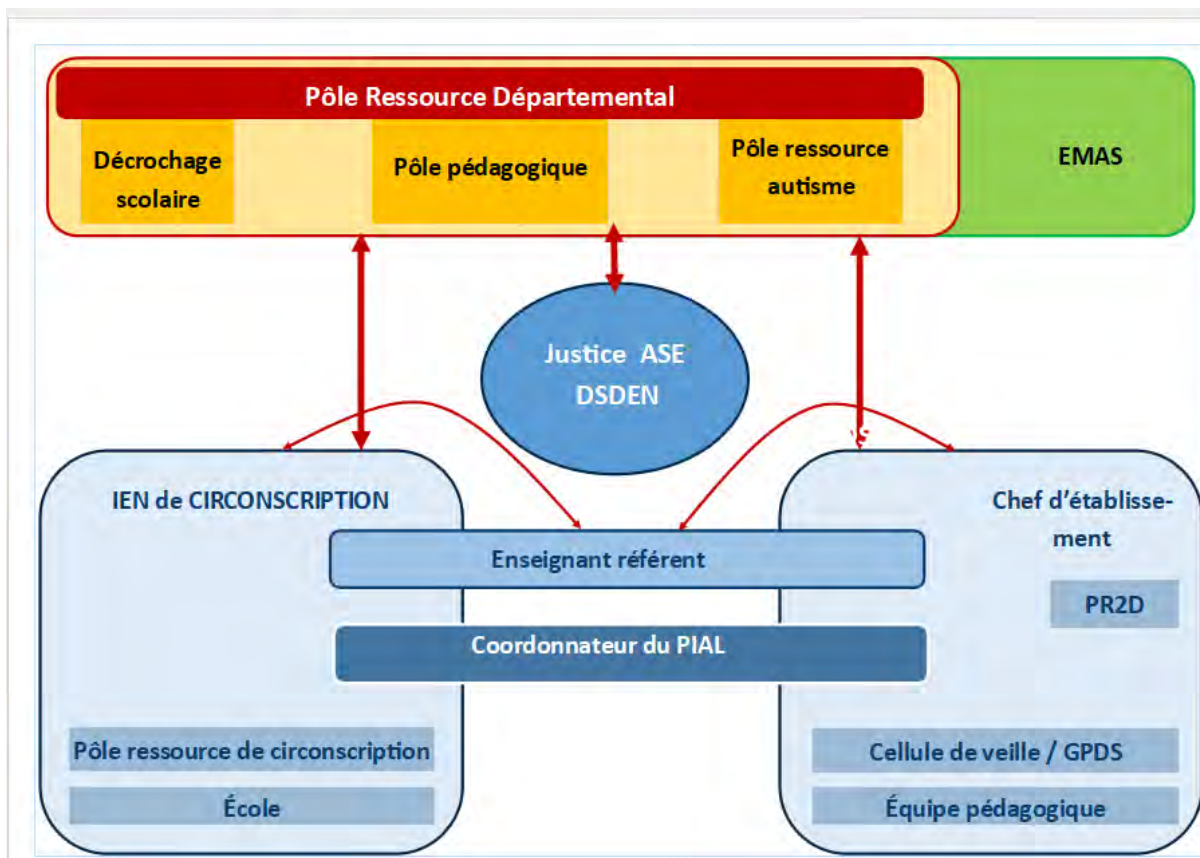 Pôle Ressource Départemental
Décrochage
scolaire
Pôle pédagogique
Pôle ressource
autisme
EMAS
Justice ASE
DSDEN
IEN de CIRCONSCRIPTION
Chef d'établisse-
ment
Enseignant référent
PR2D
Coordonnateur du PIAL
Pôle ressource de circonscription
Cellule de veille / GPDS
École
Équipe pédagogique